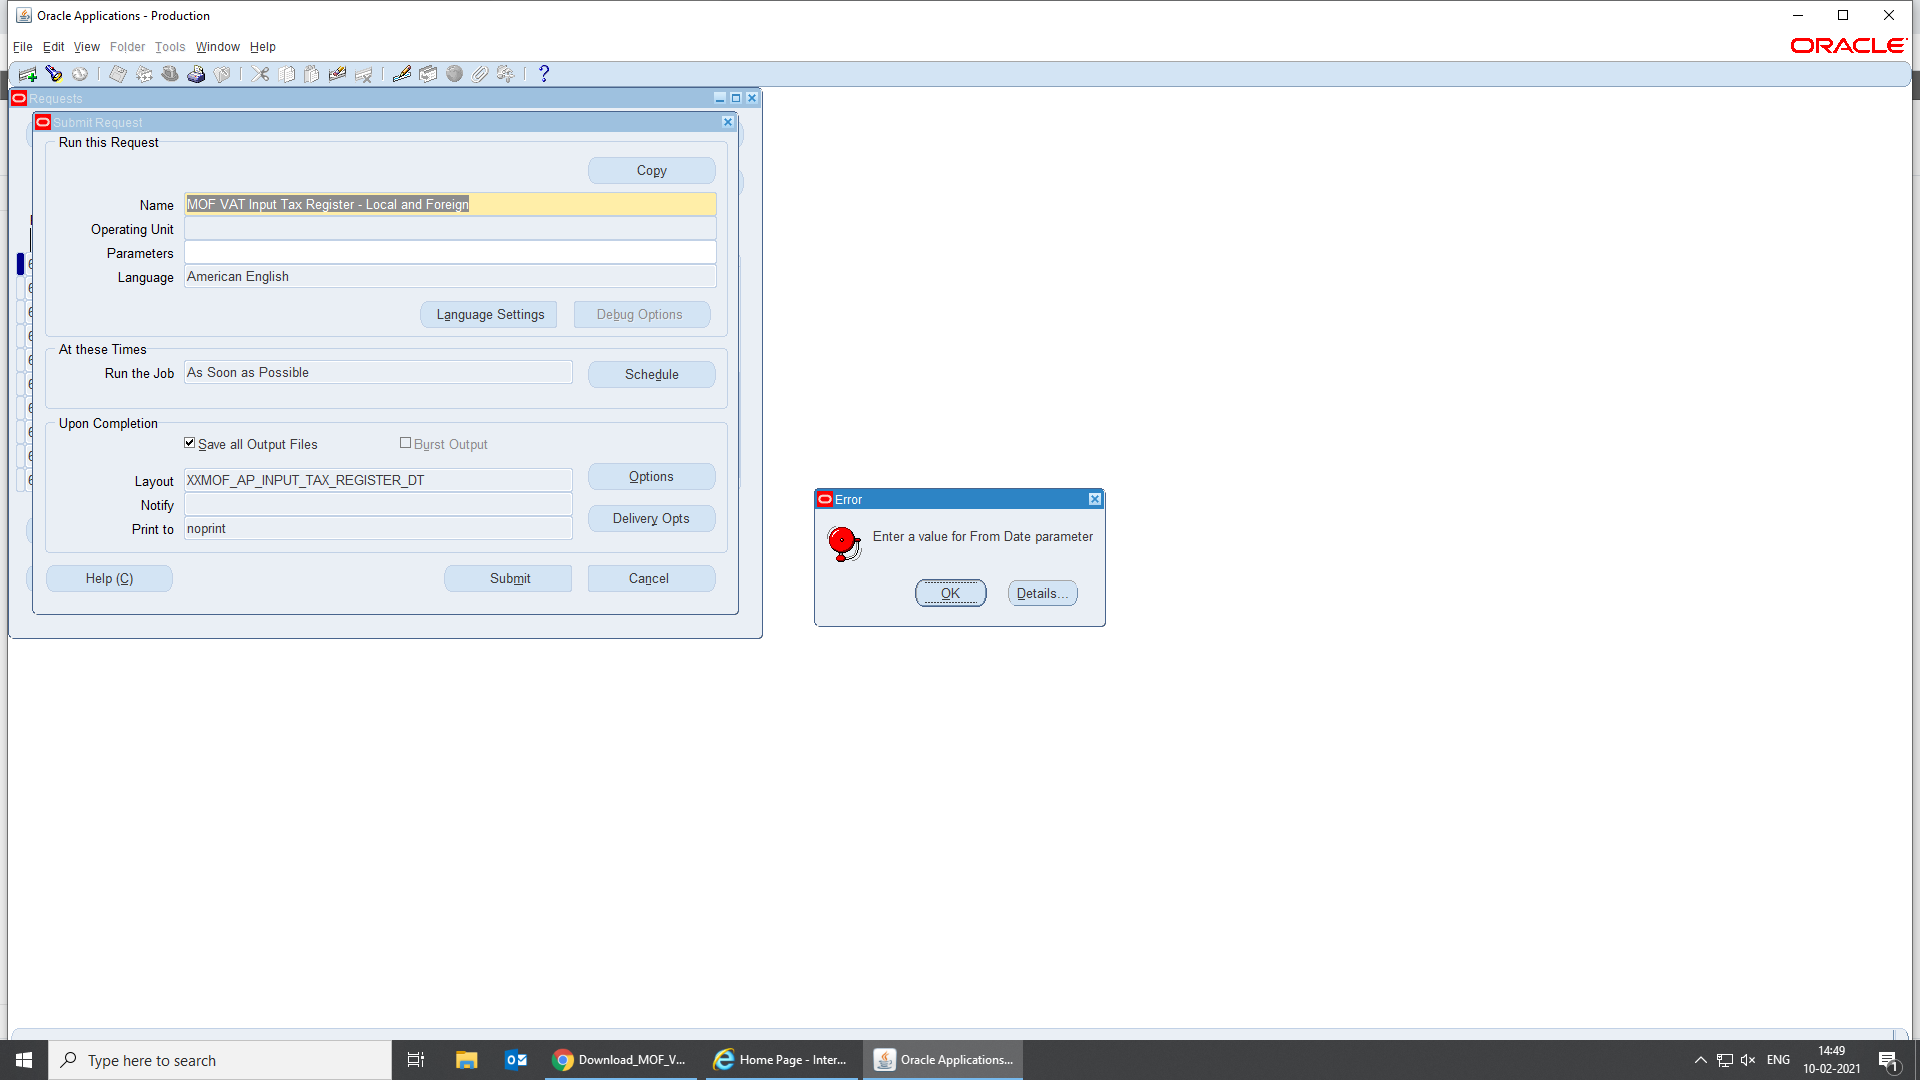 Oracle Applications - Production
File Edit View Folder Tools Window Help
ORACLE
Requests
Submit Request
Run this Request
Copy
Name MOF VAT Input Tax Register - Local and Foreign
Operating Unit
Parameters
Language American English
Language Settings Debug Options
At these Times
Run the Job As Soon as Possible Schedule
Upon Completion
Save all Output Files Burst Output
Layout XXMOF_AP_INPUT_TAX_REGISTER_DT Options
Notify
Print to noprint Delivery Opts
Help (C) Submit Cancel
Error
Enter a value for From Date parameter
OK Details...
Type here to search
Download_MOF_V...
Home Page - Inter...
Oracle Applications...
ENG
14:49
10-02-2021
1